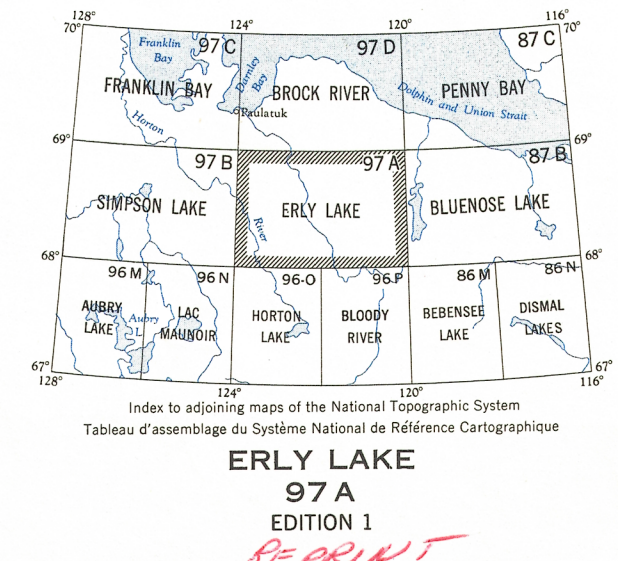 128° 124° 120° 116°
70° 70°
Franklin Bay 97 C 97 D 87 C
Darnley Bay
FRANKLIN BAY BROCK RIVER PENNY BAY
Dolphin and Union Strait
Paulatuk
Horton
69° 69°
97 B 97 A 87 B
SIMPSON LAKE ERLY LAKE BLUENOSE LAKE
River
68° 68°
96 M 96 N 96-O 96-P 86 M 86 N
AUBRY LAKE Aubry L. LAC MAUNOIR HORTON LAKE BLOODY RIVER BEBENSEE LAKE DISMAL LAKES
67° 67°
128° 124° 120° 116°
Index to adjoining maps of the National Topographic System
Tableau d'assemblage du Système National de Référence Cartographique
ERLY LAKE
97 A
EDITION 1
REPRINT